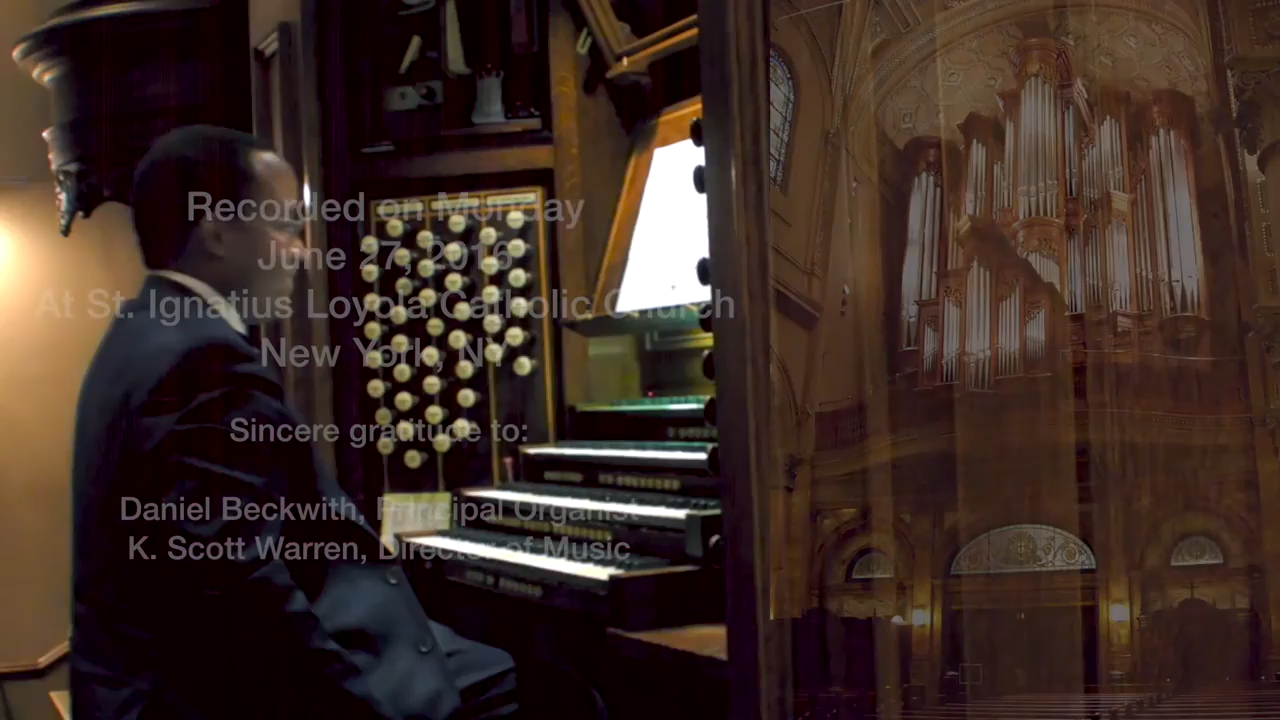 Recorded on Monday
June 27, 2016
At St. Ignatius Loyola Catholic Church
New York, NY
Sincere gratitude to:
Daniel Beckwith, Principal Organist
K. Scott Warren, Director of Music